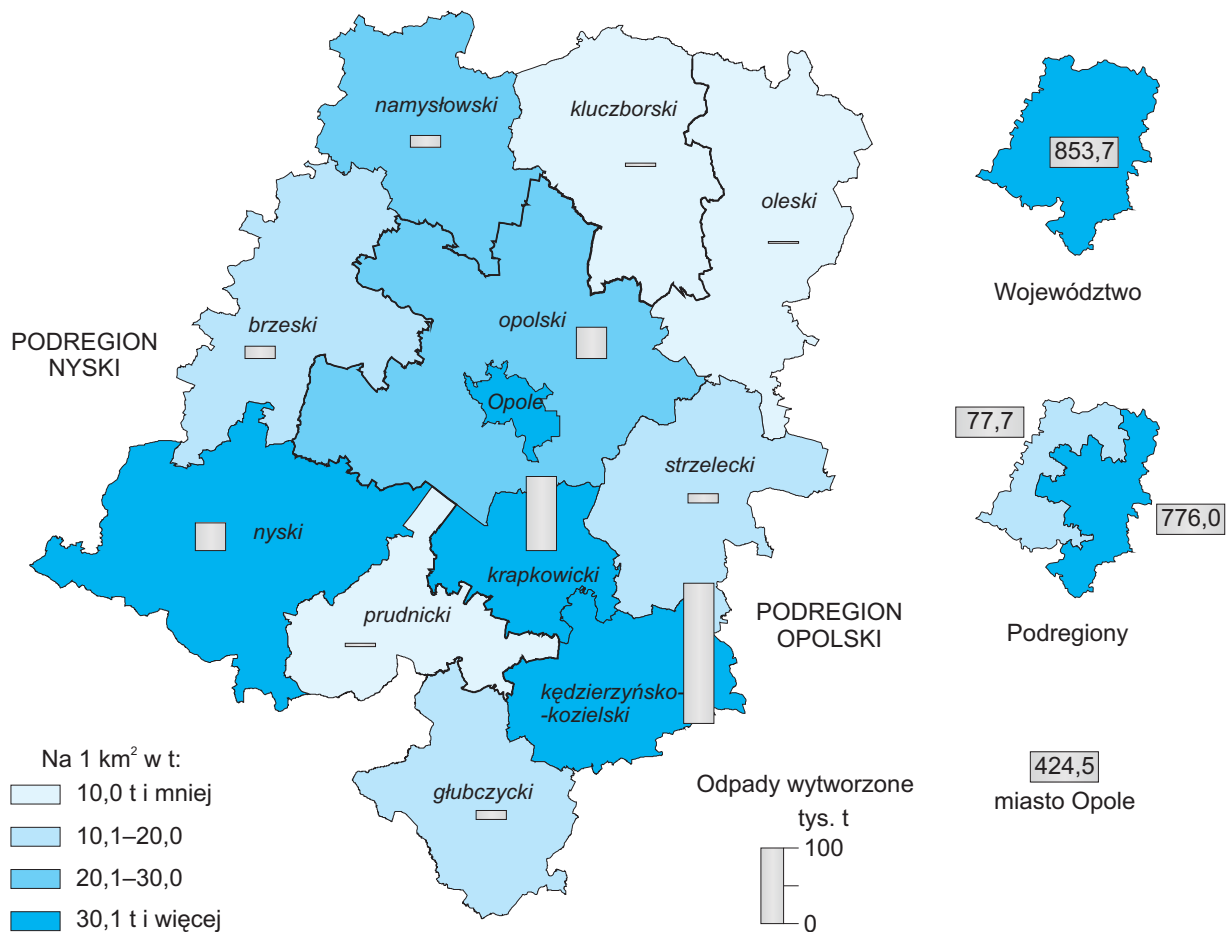 namysłowski
kluczborski
oleski
brzeski
opolski
Opole
PODREGION
NYSKI
strzelecki
nyski
krapkowicki
prudnicki
PODREGION
OPOLSKI
kędzierzyńsko-
-kozielski
głubczycki
853,7
Województwo
77,7
776,0
Podregiony
424,5
miasto Opole
Na 1 km² w t:
10,0 t i mniej
10,1–20,0
20,1–30,0
30,1 t i więcej
Odpady wytworzone
tys. t
100
0